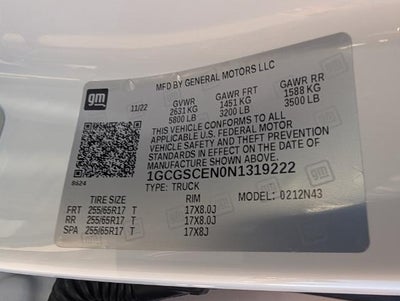 gm
MFD BY GENERAL MOTORS LLC
11/22 GVWR GAWR FRT GAWR RR
2631 KG 1451 KG 1588 KG
5800 LB 3200 LB 3500 LB
THIS VEHICLE CONFORMS TO ALL
APPLICABLE U.S. FEDERAL MOTOR
VEHICLE SAFETY AND THEFT PREVENTION
STANDARDS IN EFFECT ON THE DATE OF
MANUFACTURE SHOWN ABOVE.
1GCGSCEN0N1319222
8624 TYPE: TRUCK MODEL: 0212N43
TIRE SIZE RIM
FRT 255/65R17 T 17X8.0J
RR 255/65R17 T 17X8.0J
SPA 255/65R17 T 17X8J